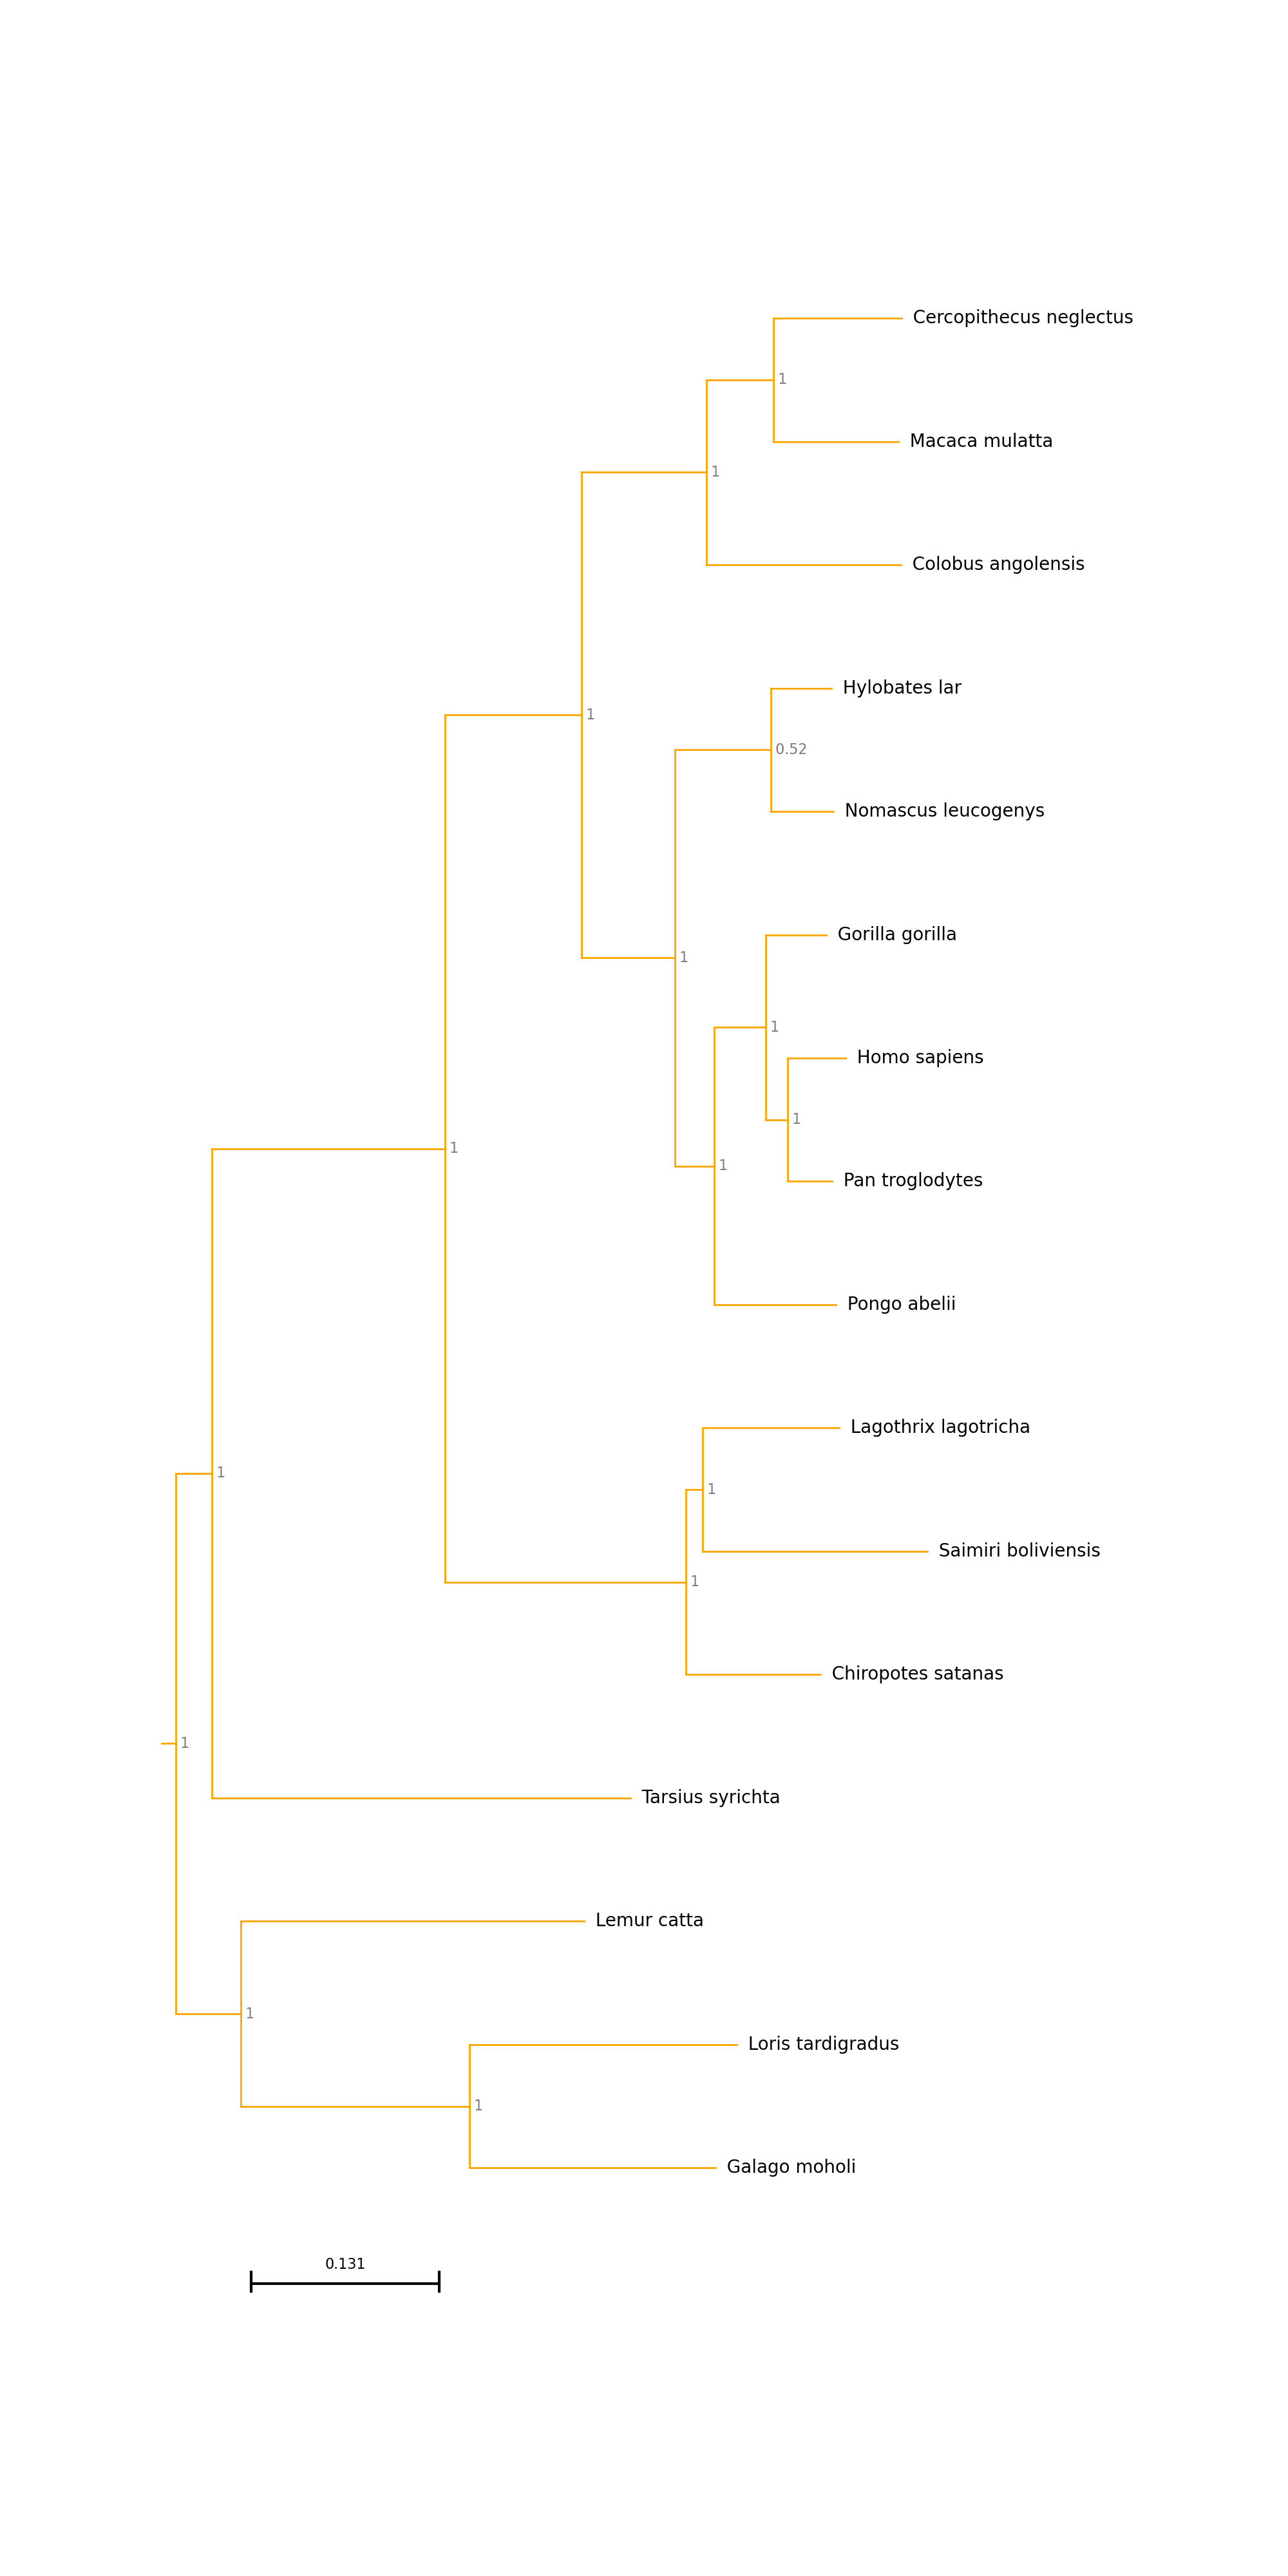 Cercopithecus neglectus
1
Macaca mulatta
1
Colobus angolensis
Hylobates lar
1
0.52
Nomascus leucogenys
Gorilla gorilla
1
1
Homo sapiens
1
1
1
Pan troglodytes
Pongo abelii
Lagothrix lagotricha
1
1
Saimiri boliviensis
1
Chiropotes satanas
1
Tarsius syrichta
Lemur catta
1
Loris tardigradus
1
Galago moholi
0.131